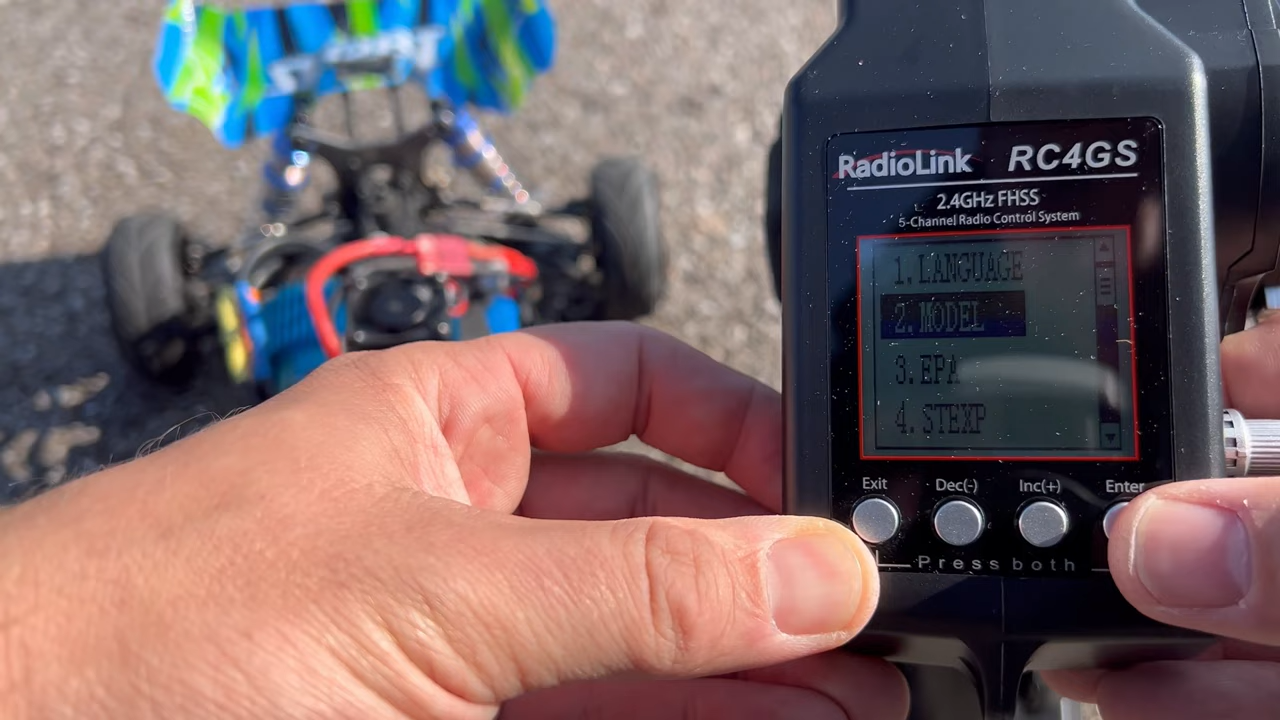 RadioLink RC4GS
2.4GHz FHSS
5-Channel Radio Control System
1. LANGUAGE
2. MODEL
3. EPA
4. STEXP
Exit Dec(-) Inc(+) Enter
Press both